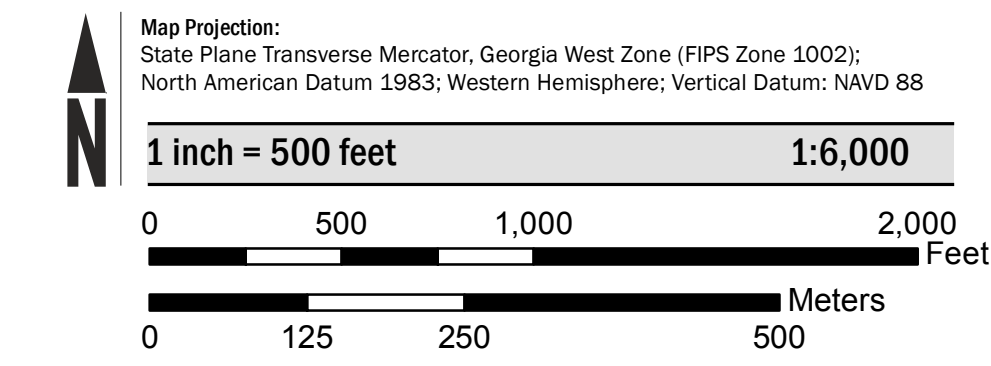 N
Map Projection:
State Plane Transverse Mercator, Georgia West Zone (FIPS Zone 1002);
North American Datum 1983; Western Hemisphere; Vertical Datum: NAVD 88
1 inch = 500 feet 1:6,000
0 500 1,000 2,000
Feet
Meters
0 125 250 500